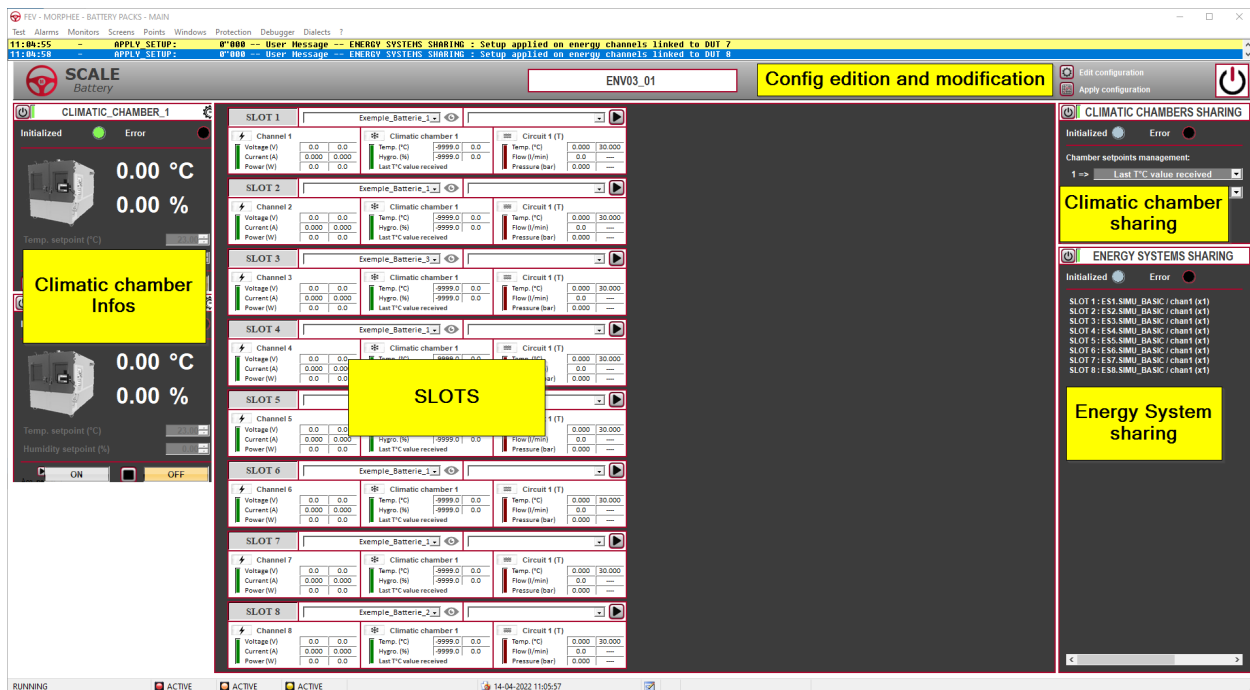 FEV - MORPHEE - BATTERY PACKS - MAIN
Test Alarms Monitors Screens Points Windows Protection Debugger Dialects ?
11:04:55 - APPLY_SETUP: 0"000 -- User Message -- ENERGY SYSTEMS SHARING : Setup applied on energy channels linked to DUT 7
11:04:58 - APPLY_SETUP: 0"000 -- User Message -- ENERGY SYSTEMS SHARING : Setup applied on energy channels linked to DUT 8
SCALE
Battery
ENV03_01
Config edition and modification
Edit configuration
Apply configuration
CLIMATIC_CHAMBER_1
Initialized Error
0.00 °C
0.00 %
Temp. setpoint (°C) 23.00
Climatic chamber
Infos
0.00 °C
0.00 %
Temp. setpoint (°C) 23.00
Humidity setpoint (%) 0.00
ON OFF
SLOT 1 Exemple_Batterie_1
Channel 1 Climatic chamber 1 Circuit 1 (T)
Voltage (V) 0.0 0.0 Temp. (°C) -9999.0 0.0 Temp. (°C) 0.000 30.000
Current (A) 0.000 0.000 Hygro. (%) -9999.0 0.0 Flow (l/min) 0.0 ----
Power (W) 0.0 0.0 Last T°C value received Pressure (bar) 0.000 ----
SLOT 2 Exemple_Batterie_1
Channel 2 Climatic chamber 1 Circuit 1 (T)
Voltage (V) 0.0 0.0 Temp. (°C) -9999.0 0.0 Temp. (°C) 0.000 30.000
Current (A) 0.000 0.000 Hygro. (%) -9999.0 0.0 Flow (l/min) 0.0 ----
Power (W) 0.0 0.0 Last T°C value received Pressure (bar) 0.000 ----
SLOT 3 Exemple_Batterie_3
Channel 3 Climatic chamber 1 Circuit 1 (T)
Voltage (V) 0.0 0.0 Temp. (°C) -9999.0 0.0 Temp. (°C) 0.000 30.000
Current (A) 0.000 0.000 Hygro. (%) -9999.0 0.0 Flow (l/min) 0.0 ----
Power (W) 0.0 0.0 Last T°C value received Pressure (bar) 0.000 ----
SLOT 4 Exemple_Batterie_1
Channel 4 Climatic chamber 1 Circuit 1 (T)
Voltage (V) 0.0 0.0 0.000 30.000
Current (A) 0.000 0.0 ----
Power (W) 0.0 0.000 ----
SLOTS
SLOT 5
Channel 5
Voltage (V) 0.0 0.0 0.000 30.000
Current (A) 0.000 0.000 Hygro. (%) -9999.0 0.0 Flow (l/min) 0.0 ----
Power (W) 0.0 0.0 Last T°C value received Pressure (bar) 0.000 ----
SLOT 6 Exemple_Batterie_1
Channel 6 Climatic chamber 1 Circuit 1 (T)
Voltage (V) 0.0 0.0 Temp. (°C) -9999.0 0.0 Temp. (°C) 0.000 30.000
Current (A) 0.000 0.000 Hygro. (%) -9999.0 0.0 Flow (l/min) 0.0 ----
Power (W) 0.0 0.0 Last T°C value received Pressure (bar) 0.000 ----
SLOT 7 Exemple_Batterie_1
Channel 7 Climatic chamber 1 Circuit 1 (T)
Voltage (V) 0.0 0.0 Temp. (°C) -9999.0 0.0 Temp. (°C) 0.000 30.000
Current (A) 0.000 0.000 Hygro. (%) -9999.0 0.0 Flow (l/min) 0.0 ----
Power (W) 0.0 0.0 Last T°C value received Pressure (bar) 0.000 ----
SLOT 8 Exemple_Batterie_2
Channel 8 Climatic chamber 1 Circuit 1 (T)
Voltage (V) 0.0 0.0 Temp. (°C) -9999.0 0.0 Temp. (°C) 0.000 30.000
Current (A) 0.000 0.000 Hygro. (%) -9999.0 0.0 Flow (l/min) 0.0 ----
Power (W) 0.0 0.0 Last T°C value received Pressure (bar) 0.000 ----
CLIMATIC CHAMBERS SHARING
Initialized Error
Chamber setpoints management:
1 => Last T°C value received
Climatic chamber
sharing
ENERGY SYSTEMS SHARING
Initialized Error
SLOT 1 : ES1.SIMU_BASIC / chan1 (x1)
SLOT 2 : ES2.SIMU_BASIC / chan1 (x1)
SLOT 3 : ES3.SIMU_BASIC / chan1 (x1)
SLOT 4 : ES4.SIMU_BASIC / chan1 (x1)
SLOT 5 : ES5.SIMU_BASIC / chan1 (x1)
SLOT 6 : ES6.SIMU_BASIC / chan1 (x1)
SLOT 7 : ES7.SIMU_BASIC / chan1 (x1)
SLOT 8 : ES8.SIMU_BASIC / chan1 (x1)
Energy System
sharing
RUNNING ACTIVE ACTIVE ACTIVE 14-04-2022 11:05:57